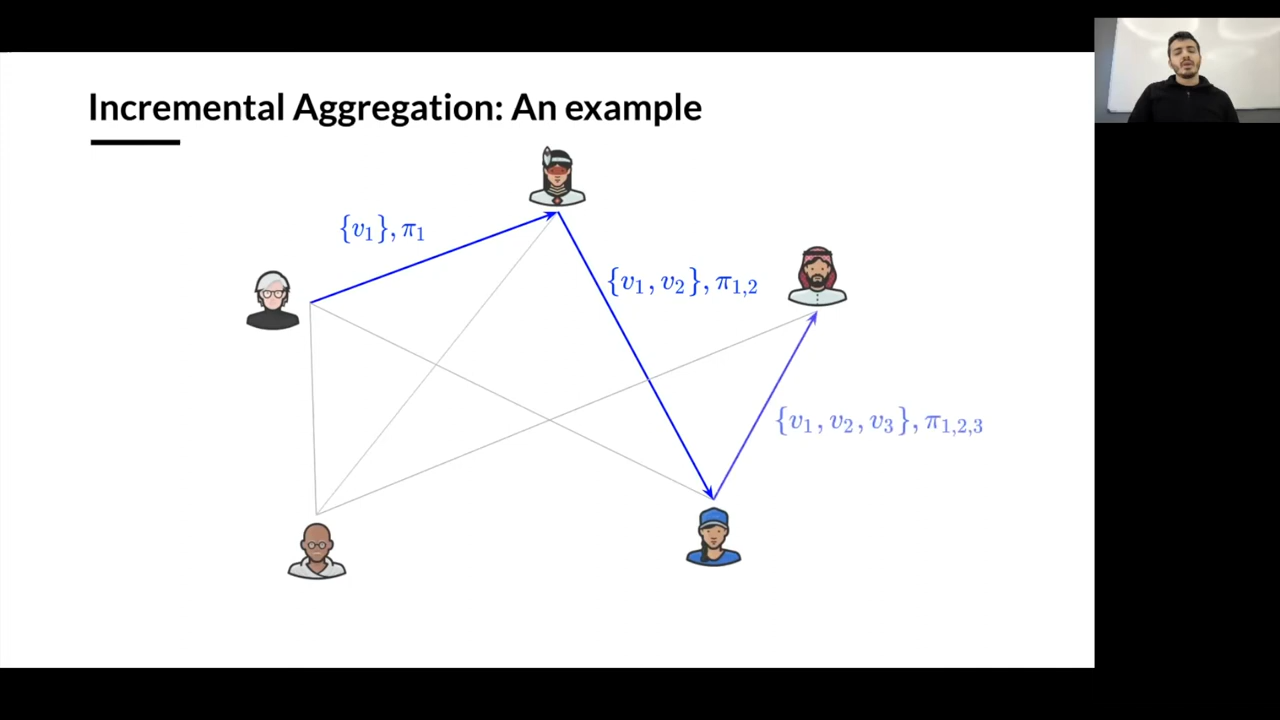 Incremental Aggregation: An example
{v₁}, π₁
{v₁, v₂}, π₁,₂
{v₁, v₂, v₃}, π₁,₂,₃